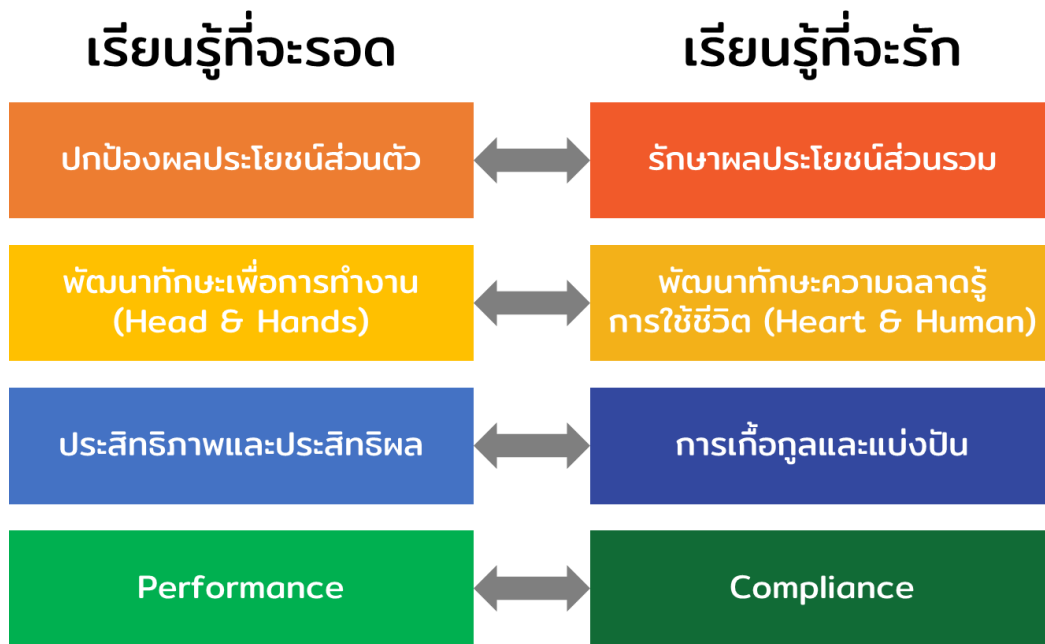 เรียนรู้ที่จะรอด
เรียนรู้ที่จะรัก
ปกป้องผลประโยชน์ส่วนตัว
รักษาผลประโยชน์ส่วนรวม
พัฒนาทักษะเพื่อการทำงาน
(Head & Hands)
พัฒนาทักษะความฉลาดรู้
การใช้ชีวิต (Heart & Human)
ประสิทธิภาพและประสิทธิผล
การเกื้อกูลและแบ่งปัน
Performance
Compliance